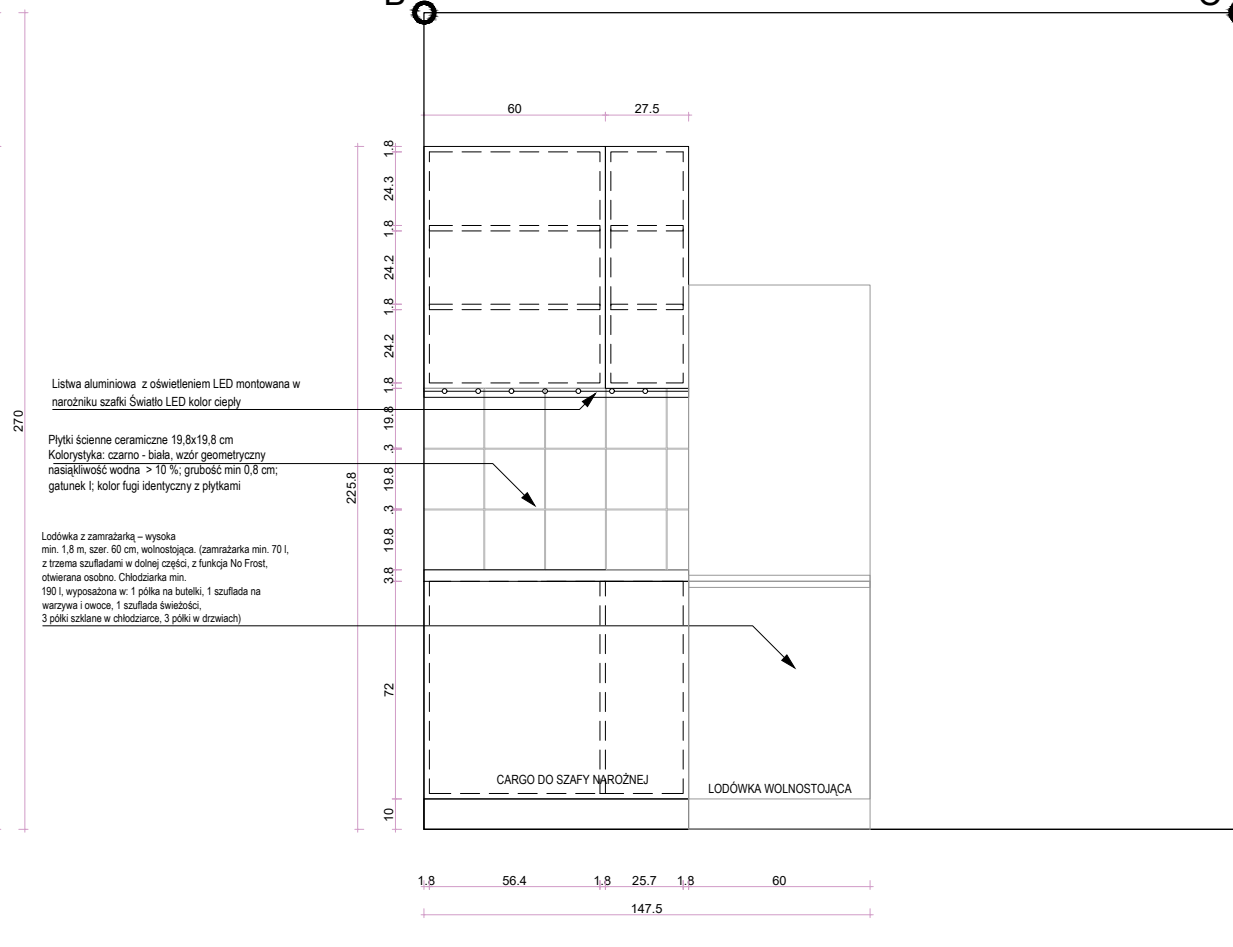 60
27.5
1.8
24.3
1.8
24.2
1.8
24.2
1.8
19.8
.3
19.8
.3
19.8
3.8
72
10
225.8
270
Listwa aluminiowa z oświetleniem LED montowana w
narożniku szafki Światło LED kolor ciepły
Płytki ścienne ceramiczne 19,8x19,8 cm
Kolorystyka: czarno - biała, wzór geometryczny
nasiąkliwość wodna > 10 %; grubość min 0,8 cm;
gatunek I; kolor fugi identyczny z płytkami
Lodówka z zamrażarką – wysoka
min. 1,8 m, szer. 60 cm, wolnostojąca. (zamrażarka min. 70 l,
z trzema szufladami w dolnej części, z funkcja No Frost,
otwierana osobno. Chłodziarka min.
190 l, wyposażona w: 1 półka na butelki, 1 szuflada na
warzywa i owoce, 1 szuflada świeżości,
3 półki szklane w chłodziarce, 3 półki w drzwiach)
CARGO DO SZAFY NAROŻNEJ
LODÓWKA WOLNOSTOJĄCA
1.8 56.4 1.8 25.7 1.8 60
147.5